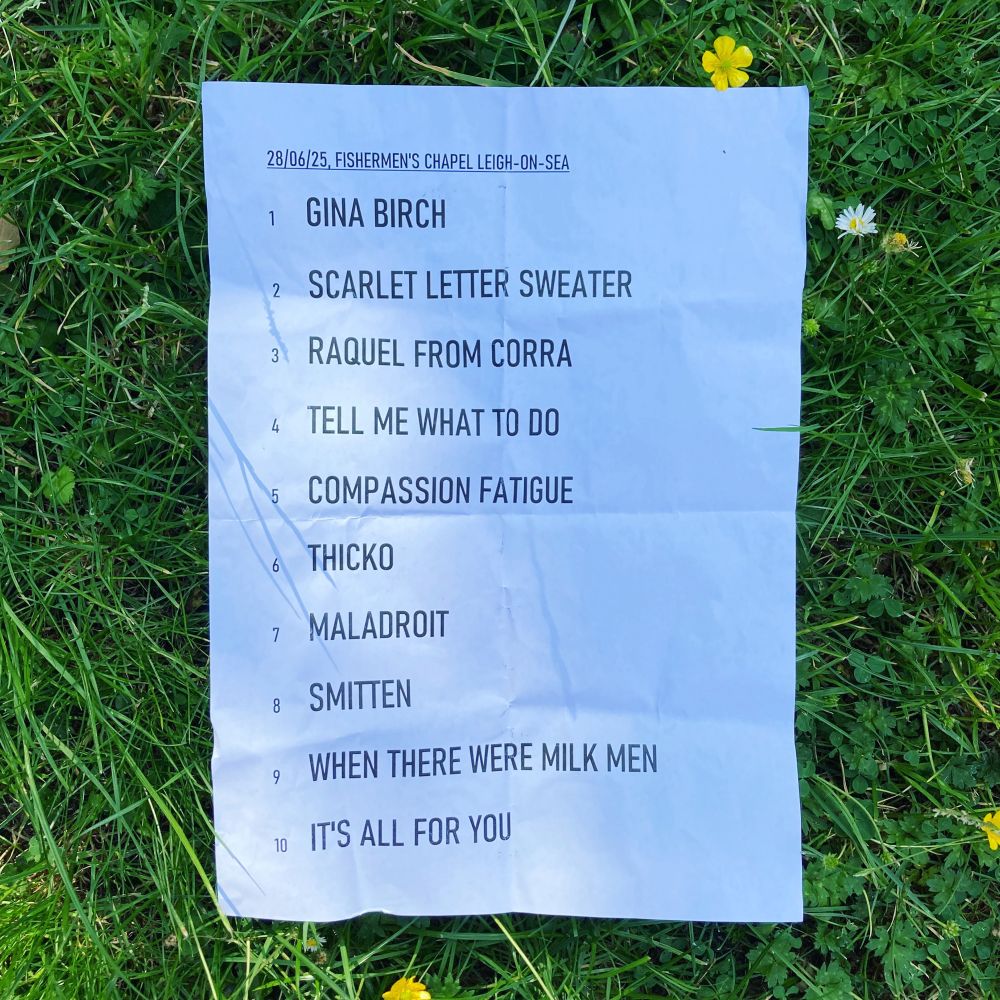 28/06/25, FISHERMEN'S CHAPEL LEIGH-ON-SEA
1 GINA BIRCH
2 SCARLET LETTER SWEATER
3 RAQUEL FROM CORRA
4 TELL ME WHAT TO DO
5 COMPASSION FATIGUE
6 THICKO
7 MALADROIT
8 SMITTEN
9 WHEN THERE WERE MILK MEN
10 IT'S ALL FOR YOU